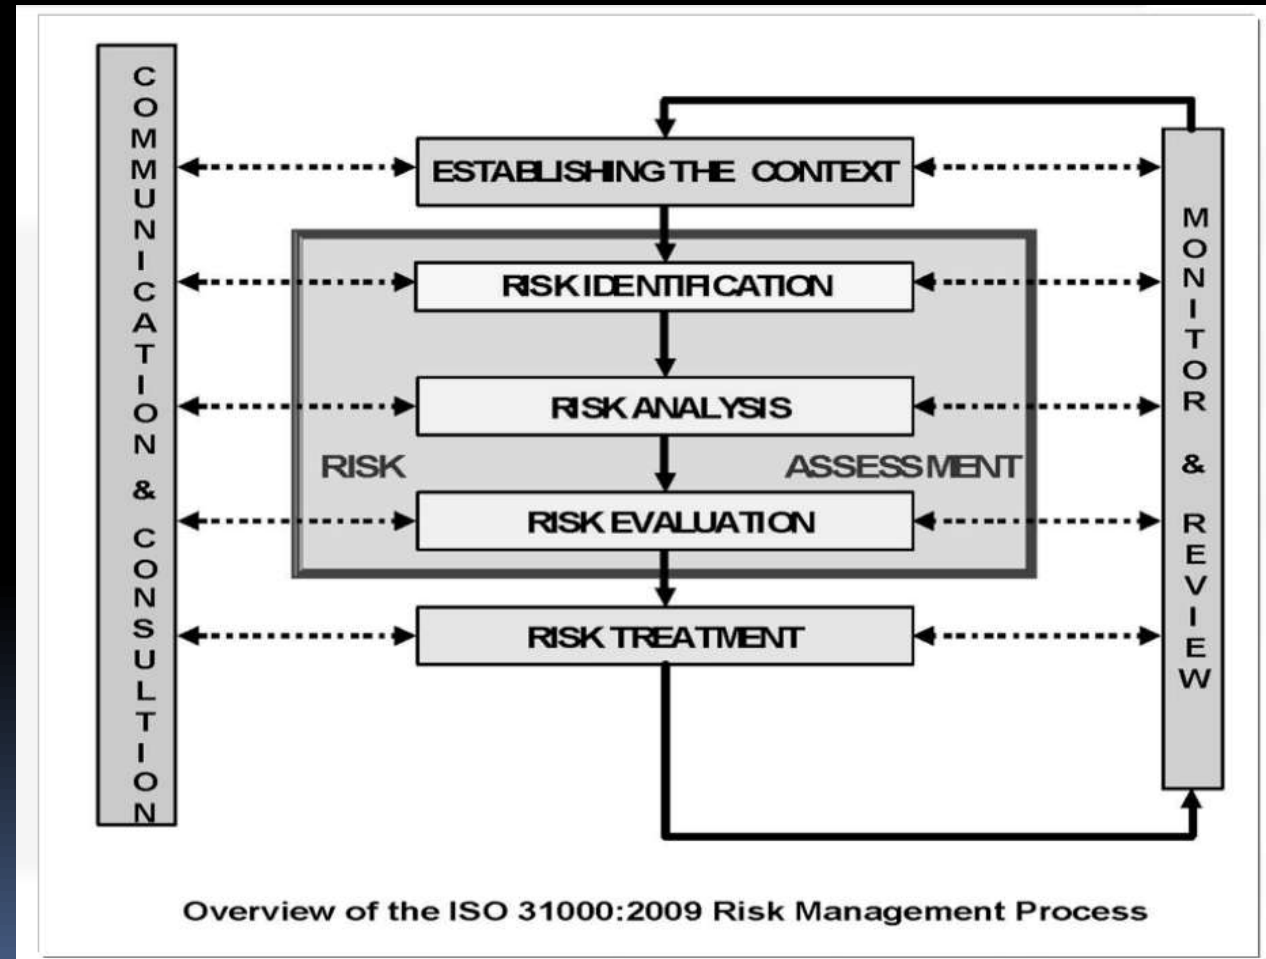 COMMUNICATION & CONSULTION
ESTABLISHING THE CONTEXT
RISK IDENTIFICATION
RISK ANALYSIS
RISK ASSESSMENT
RISK EVALUATION
RISK TREATMENT
MONITOR & REVIEW
Overview of the ISO 31000:2009 Risk Management Process